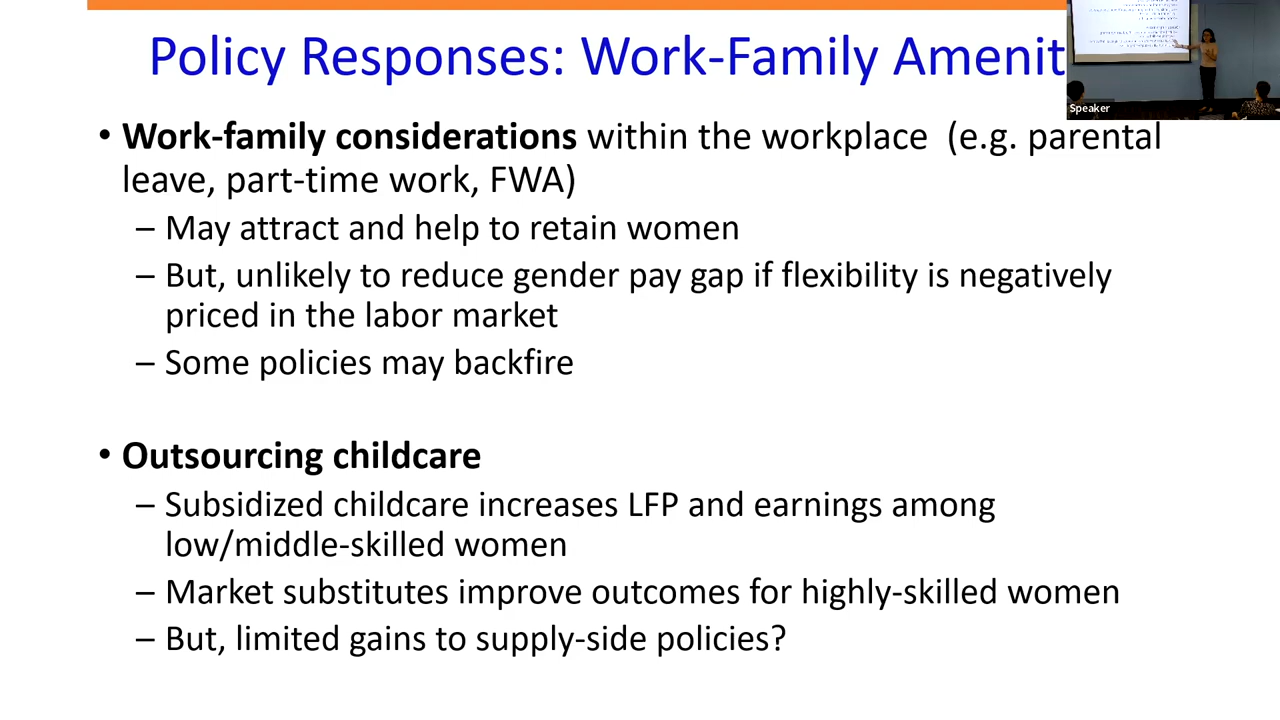 Policy Responses: Work-Family Amenit
Speaker
• Work-family considerations within the workplace (e.g. parental
leave, part-time work, FWA)
– May attract and help to retain women
– But, unlikely to reduce gender pay gap if flexibility is negatively
priced in the labor market
– Some policies may backfire
• Outsourcing childcare
– Subsidized childcare increases LFP and earnings among
low/middle-skilled women
– Market substitutes improve outcomes for highly-skilled women
– But, limited gains to supply-side policies?